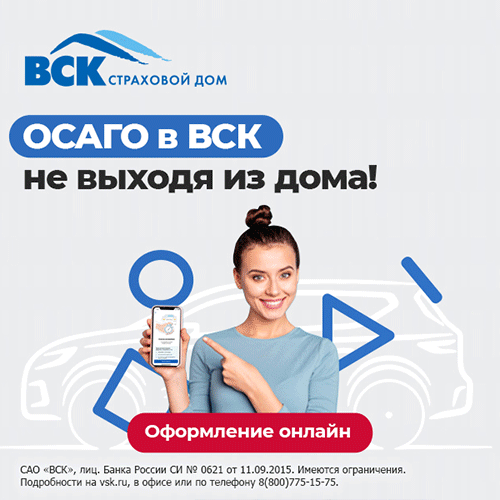 ВСК СТРАХОВОЙ ДОМ
ОСАГО в ВСК
не выходя из дома!
Оформление онлайн
САО «ВСК», лиц. Банка России СИ № 0621 от 11.09.2015. Имеются ограничения.
Подробности на vsk.ru, в офисе или по телефону 8(800)775-15-75.